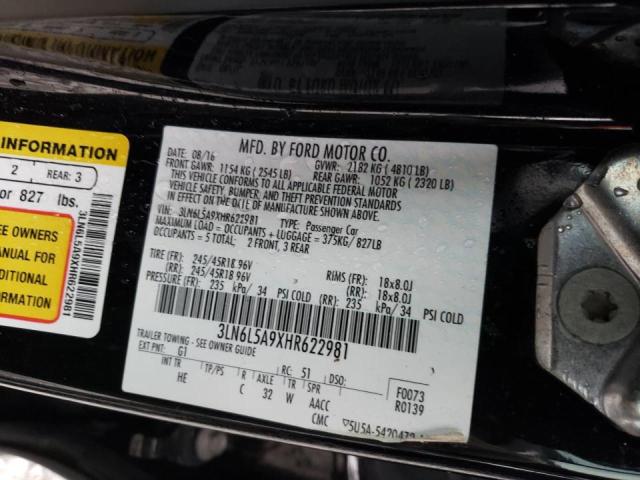 INFORMATION
2 REAR: 3
or 827 lbs.
SEE OWNERS
MANUAL FOR
ADDITIONAL
INFORMATION
3LN6L5A9XHR622981
MFD. BY FORD MOTOR CO.
DATE: 08/16 GVWR: 2182 KG (4810 LB)
FRONT GAWR: 1154 KG (2545 LB) REAR GAWR: 1052 KG (2320 LB)
THIS VEHICLE CONFORMS TO ALL APPLICABLE FEDERAL MOTOR VEHICLE
SAFETY, BUMPER, AND THEFT PREVENTION STANDARDS
IN EFFECT ON THE DATE OF MANUFACTURE SHOWN ABOVE.
VIN: 3LN6L5A9XHR622981 TYPE: Passenger Car
MAXIMUM LOAD = OCCUPANTS + LUGGAGE = 375KG/827LB
OCCUPANTS = 5 TOTAL: 2 FRONT, 3 REAR
TIRE (FR): 245/45R18 96V RIMS (FR): 18x8.0J
(RR): 245/45R18 96V (RR): 18x8.0J
PRESSURE (FR): 235 kPa/34 PSI COLD (RR): 235 kPa/34 PSI COLD
3LN6L5A9XHR622981
TRAILER TOWING - SEE OWNER GUIDE
EXT PNT: G1 RC: 51 DSO: F0073
INT TR TP/PS R AXLE TR SPR R0139
HE C 32 W AACC
CMC